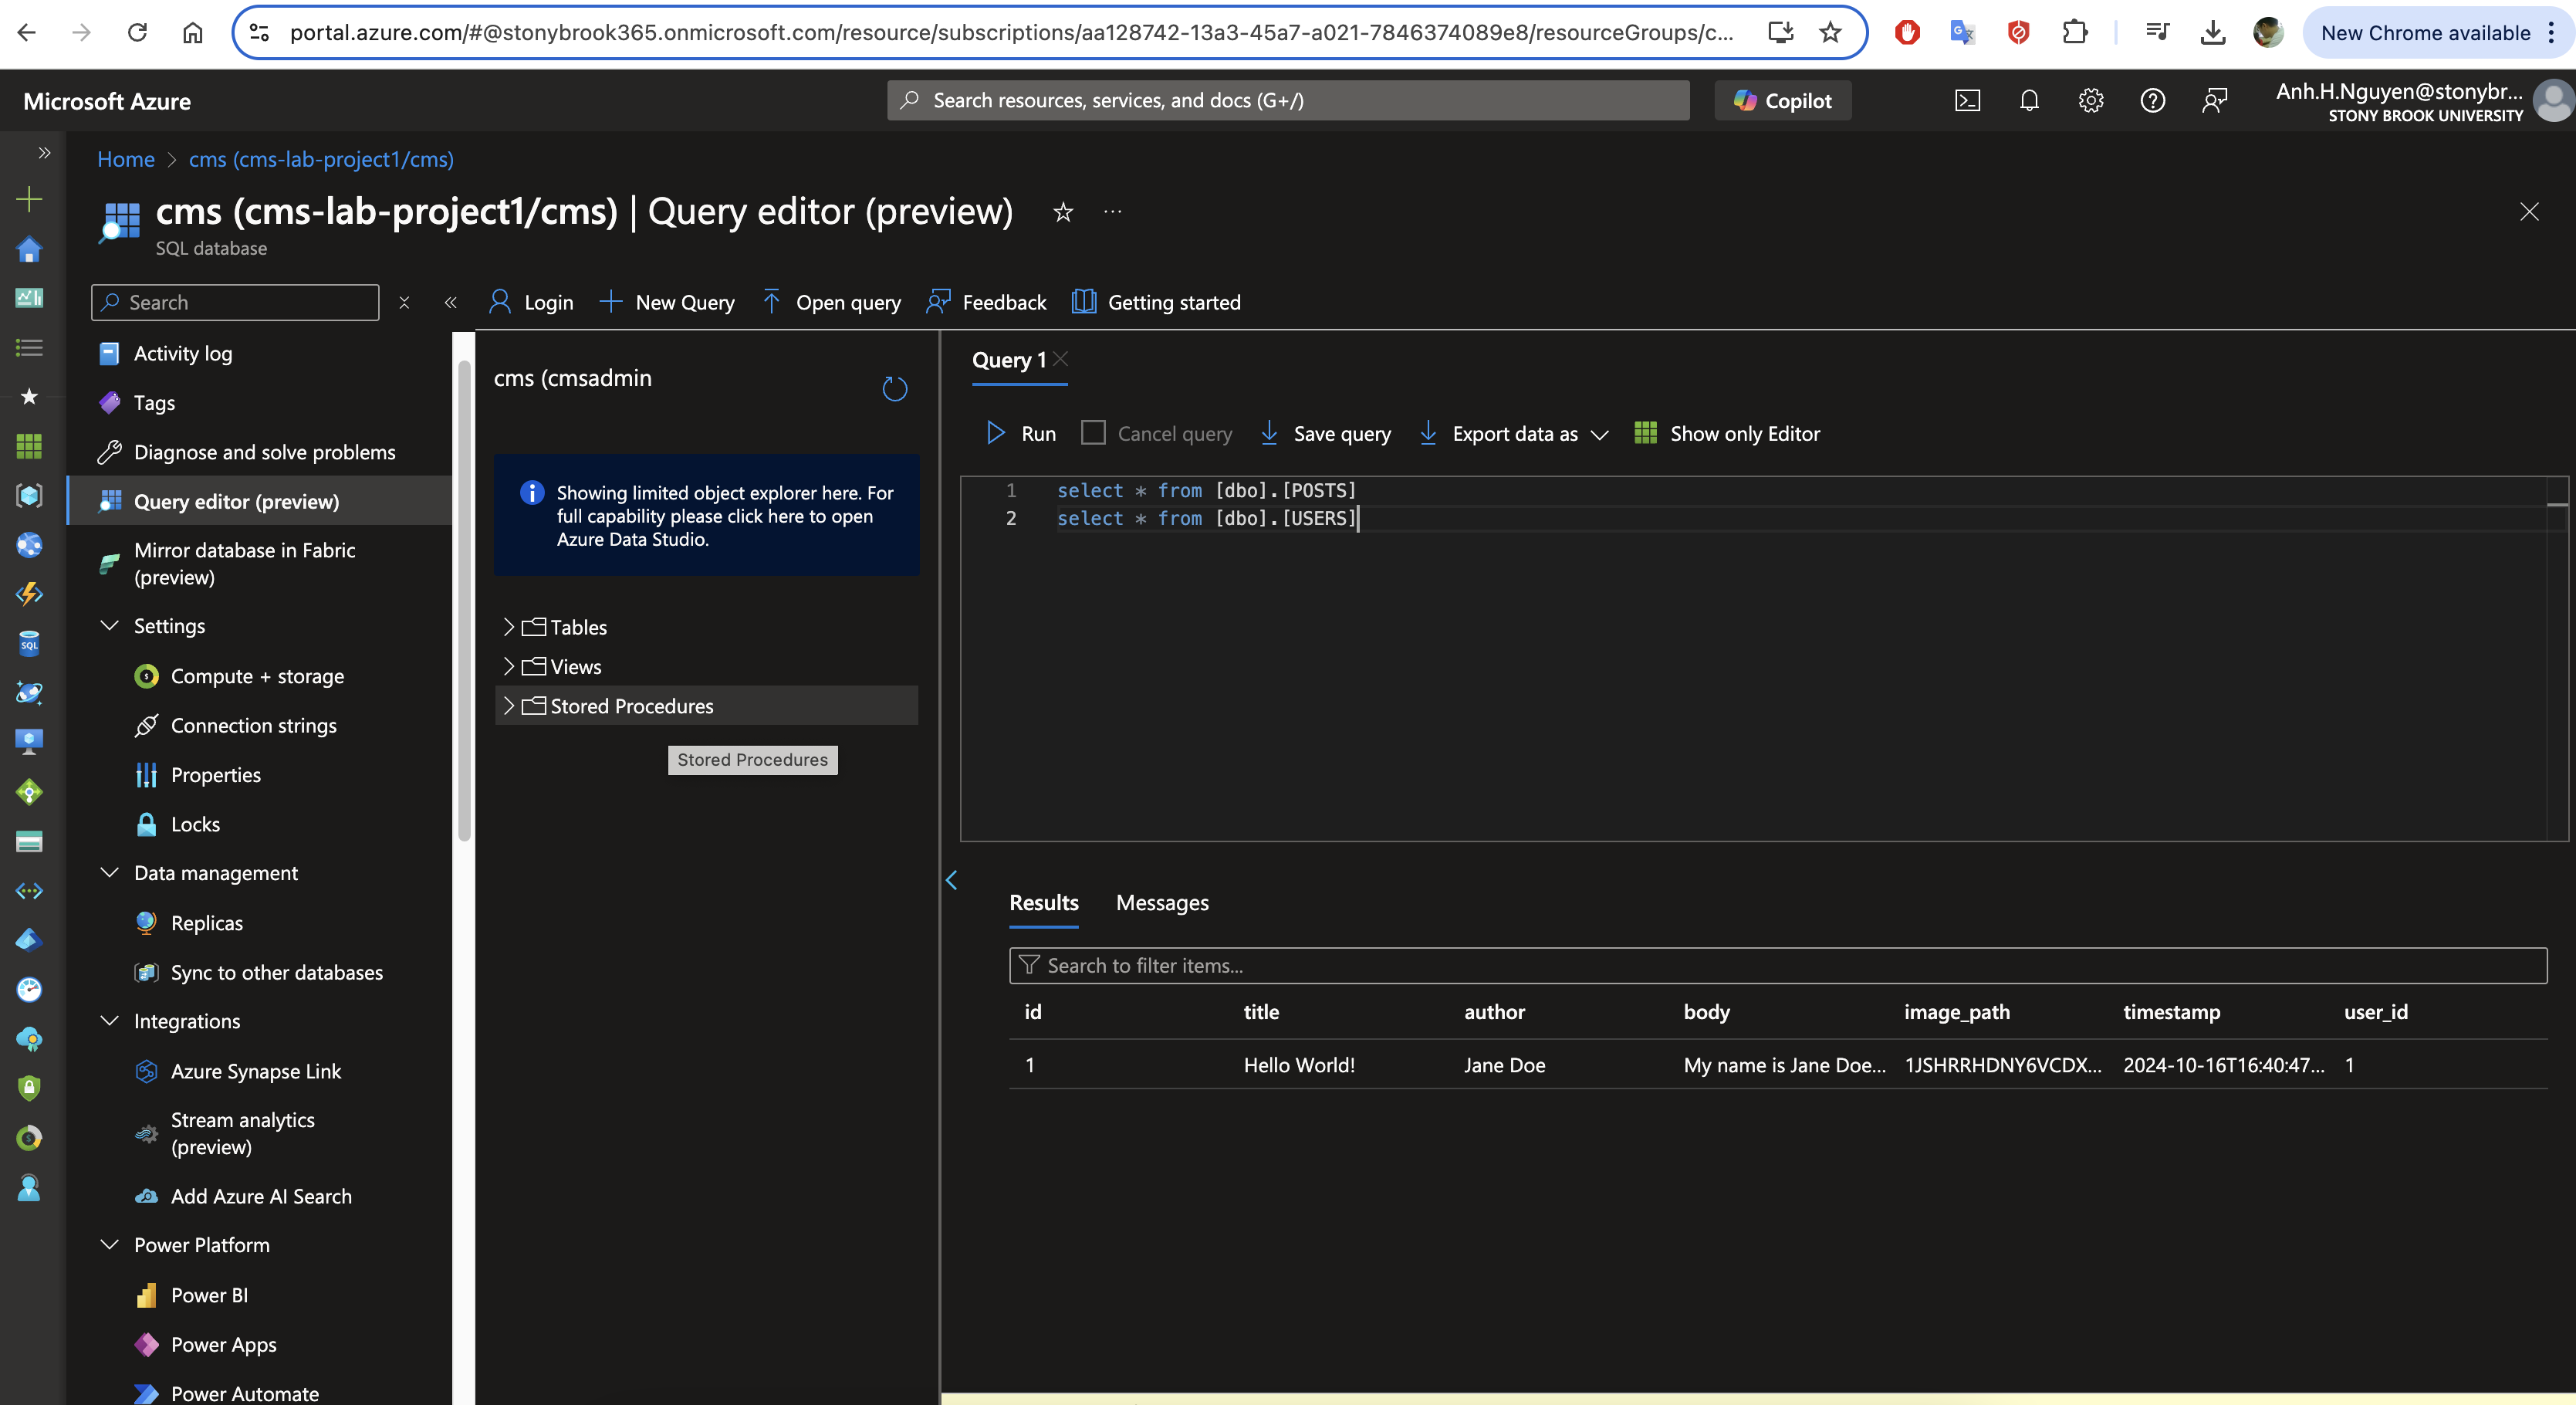 portal.azure.com/#@stonybrook365.onmicrosoft.com/resource/subscriptions/aa128742-13a3-45a7-a021-7846374089e8/resourceGroups/c...
New Chrome available
Microsoft Azure
Search resources, services, and docs (G+/)
Copilot
Anh.H.Nguyen@stonybr...
STONY BROOK UNIVERSITY
Home > cms (cms-lab-project1/cms)
cms (cms-lab-project1/cms) | Query editor (preview)
SQL database
Search
Login
New Query
Open query
Feedback
Getting started
Activity log
Tags
Diagnose and solve problems
Query editor (preview)
Mirror database in Fabric
(preview)
Settings
Compute + storage
Connection strings
Properties
Locks
Data management
Replicas
Sync to other databases
Integrations
Azure Synapse Link
Stream analytics
(preview)
Add Azure AI Search
Power Platform
Power BI
Power Apps
Power Automate
cms (cmsadmin
Showing limited object explorer here. For
full capability please click here to open
Azure Data Studio.
Tables
Views
Stored Procedures
Stored Procedures
Query 1
Run
Cancel query
Save query
Export data as
Show only Editor
1 select * from [dbo].[POSTS]
2 select * from [dbo].[USERS]
Results
Messages
Search to filter items...
id title author body image_path timestamp user_id
1 Hello World! Jane Doe My name is Jane Doe... 1JSHRRHDNY6VCDX... 2024-10-16T16:40:47... 1
SQL